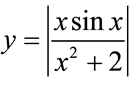 y = |x sin x / (x² + 2)|